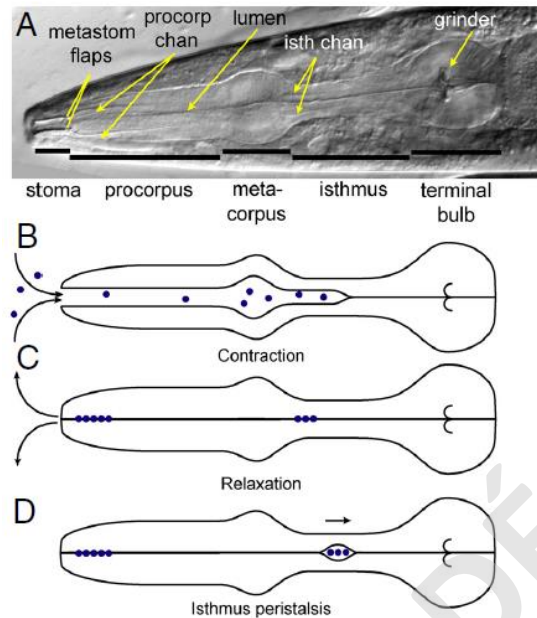 A
metastom
flaps
procorp
chan
lumen
isth chan
grinder
stoma
procorpus
meta-
corpus
isthmus
terminal
bulb
B
Contraction
C
Relaxation
D
Isthmus peristalsis
DÉ